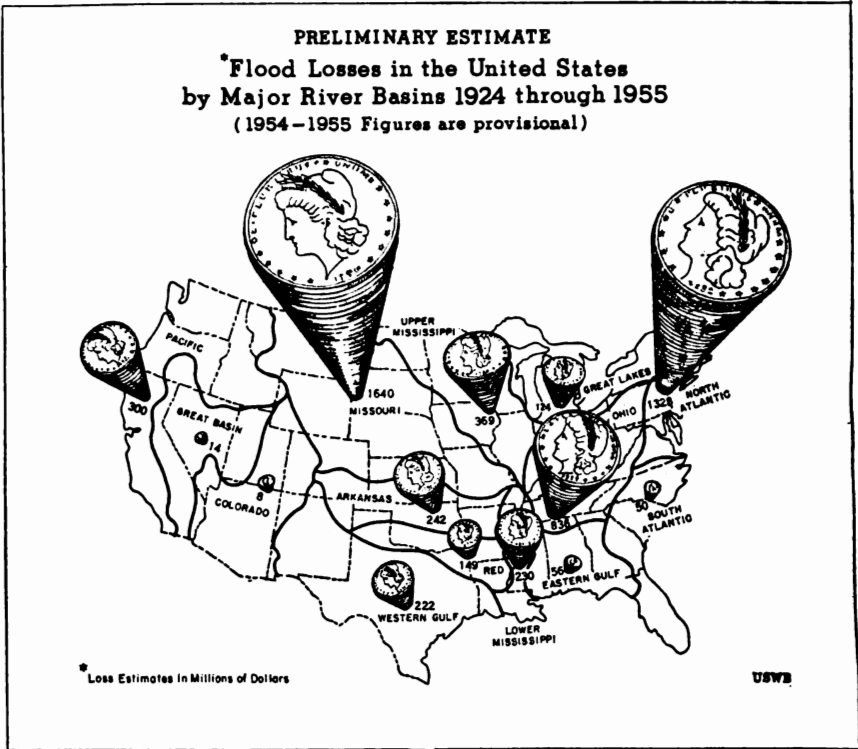 PRELIMINARY ESTIMATE
*Flood Losses in the United States
by Major River Basins 1924 through 1955
(1954–1955 Figures are provisional)
UPPER
MISSISSIPPI
PACIFIC
300
1640
MISSOURI
369
GREAT LAKES
OHIO
NORTH
ATLANTIC
GREAT BASIN
14
8
COLORADO
ARKANSAS
242
836
50
SOUTH
ATLANTIC
149
RED
230
56
EASTERN GULF
222
WESTERN GULF
LOWER
MISSISSIPPI
*Loss Estimates In Millions of Dollars
USWB